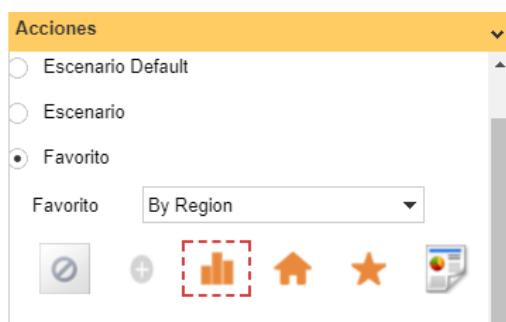 Acciones
Escenario Default
Escenario
Favorito
Favorito By Region